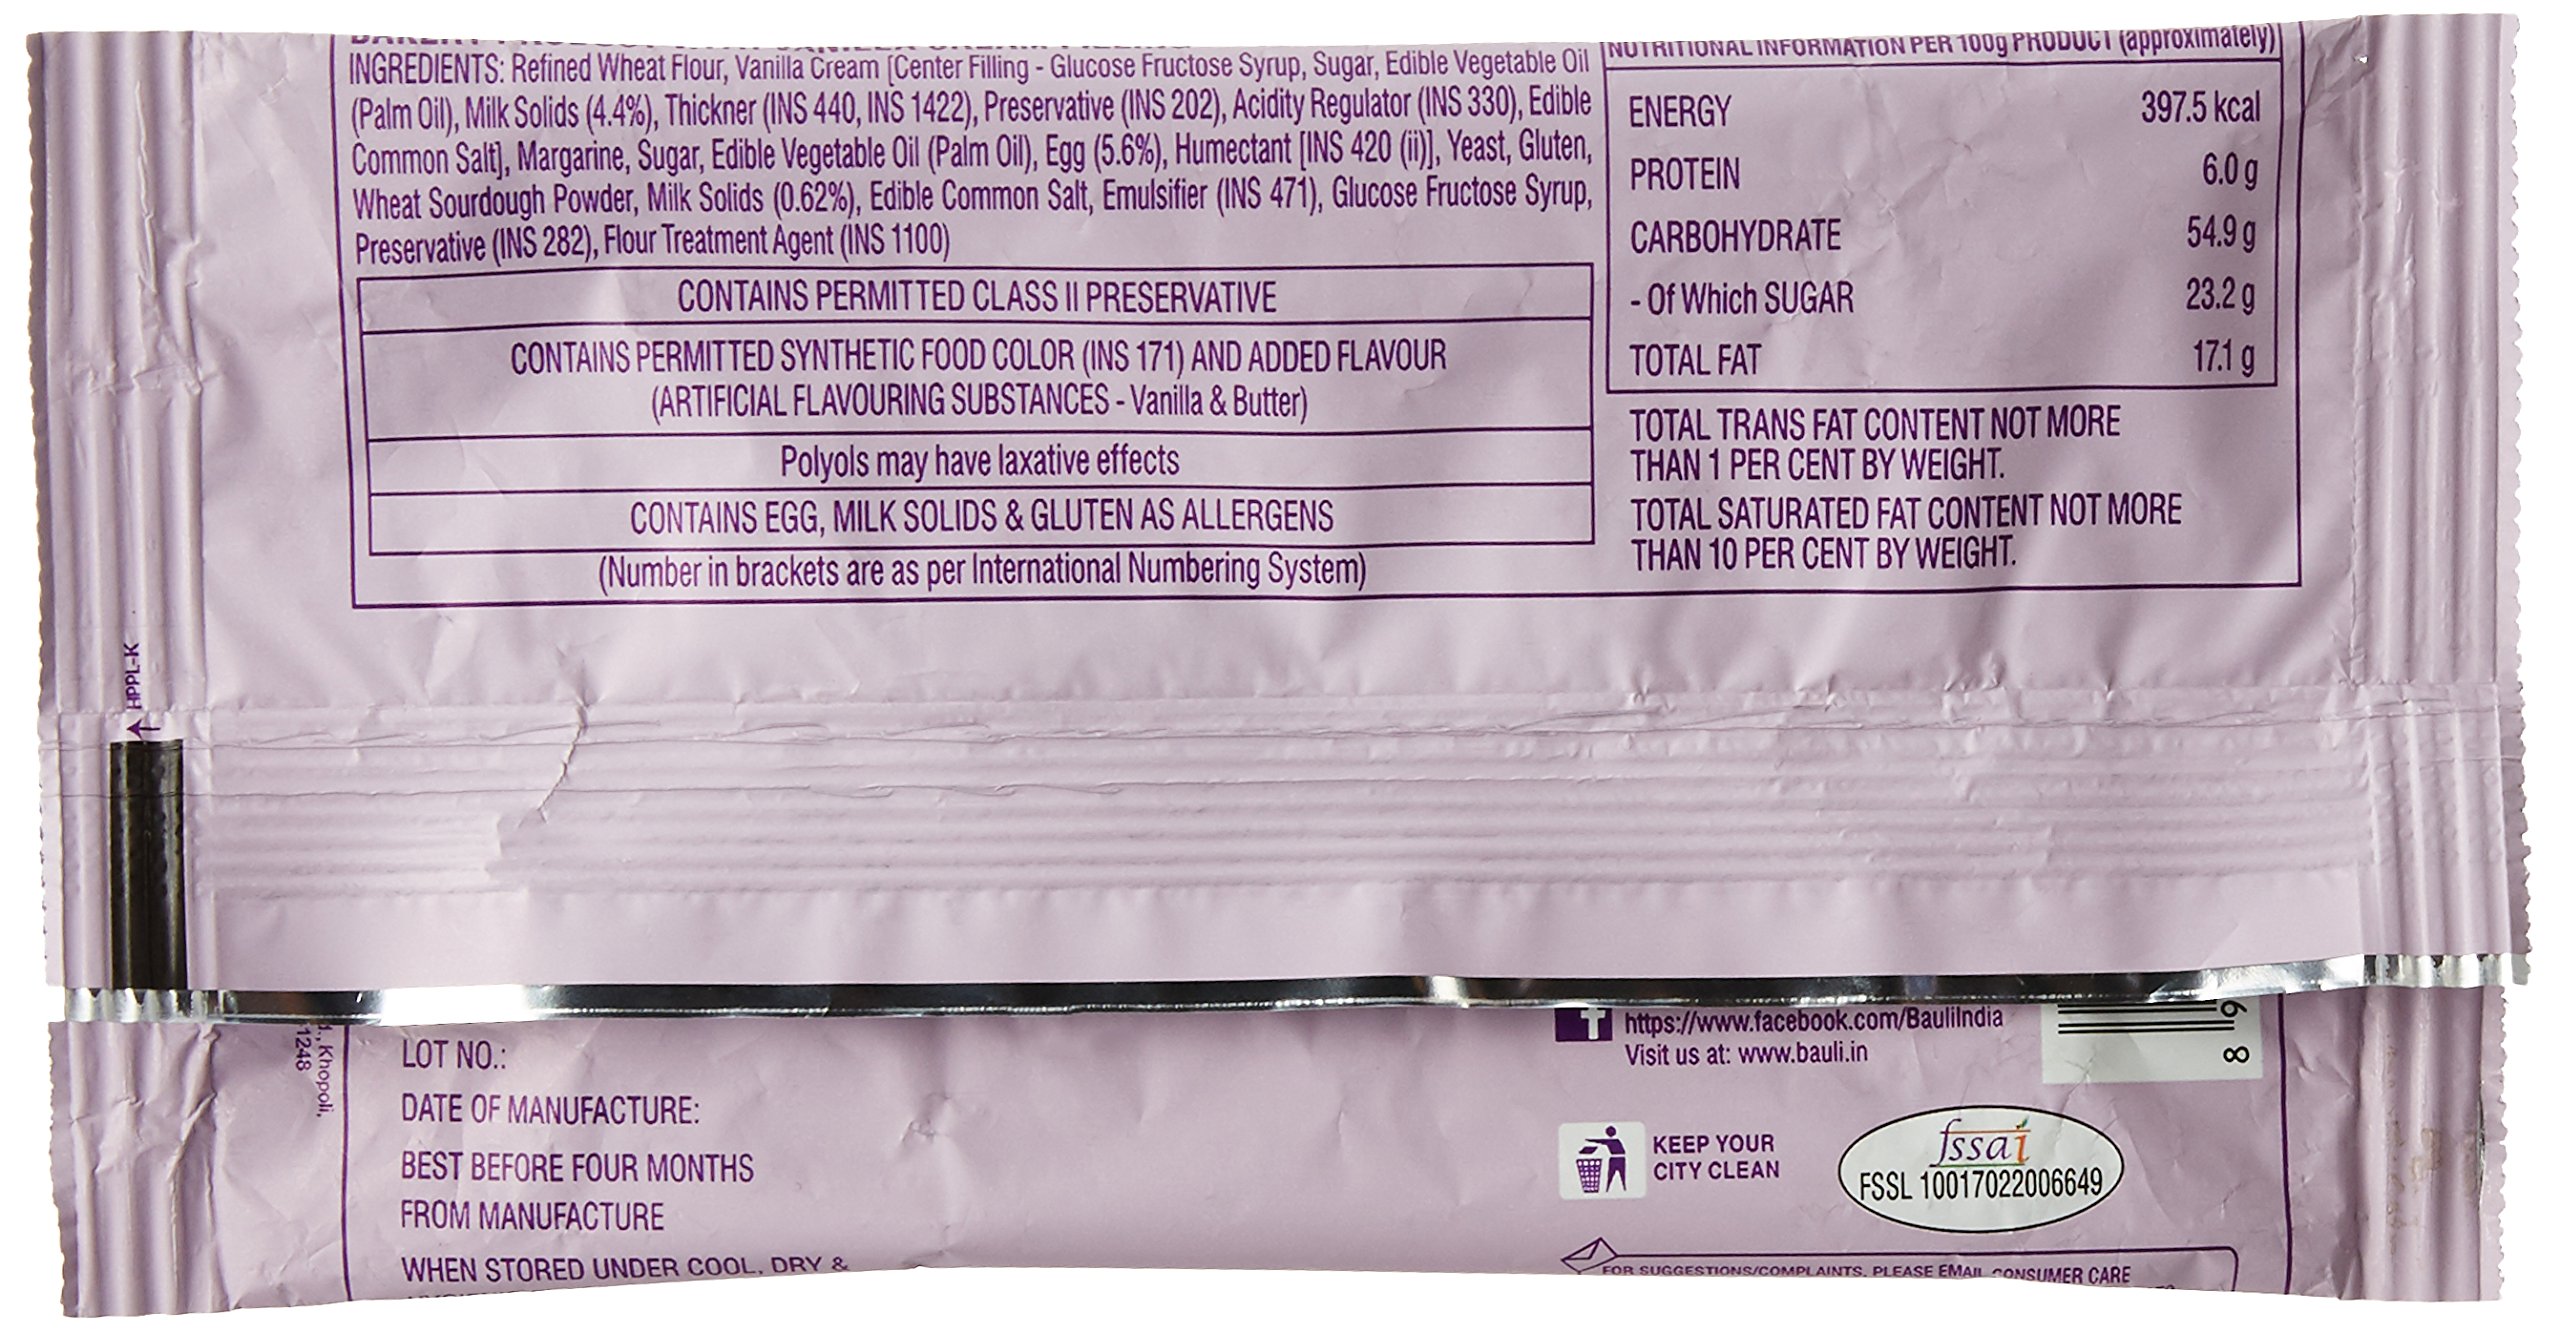 INGREDIENTS: Refined Wheat Flour, Vanilla Cream [Center Filling - Glucose Fructose Syrup, Sugar, Edible Vegetable Oil
(Palm Oil), Milk Solids (4.4%), Thickner (INS 440, INS 1422), Preservative (INS 202), Acidity Regulator (INS 330), Edible
Common Salt], Margarine, Sugar, Edible Vegetable Oil (Palm Oil), Egg (5.6%), Humectant [INS 420 (ii)], Yeast, Gluten,
Wheat Sourdough Powder, Milk Solids (0.62%), Edible Common Salt, Emulsifier (INS 471), Glucose Fructose Syrup,
Preservative (INS 282), Flour Treatment Agent (INS 1100)
CONTAINS PERMITTED CLASS II PRESERVATIVE
CONTAINS PERMITTED SYNTHETIC FOOD COLOR (INS 171) AND ADDED FLAVOUR
(ARTIFICIAL FLAVOURING SUBSTANCES - Vanilla & Butter)
Polyols may have laxative effects
CONTAINS EGG, MILK SOLIDS & GLUTEN AS ALLERGENS
(Number in brackets are as per International Numbering System)
NUTRITIONAL INFORMATION PER 100g PRODUCT (approximately)
ENERGY 397.5 kcal
PROTEIN 6.0 g
CARBOHYDRATE 54.9 g
- Of Which SUGAR 23.2 g
TOTAL FAT 17.1 g
TOTAL TRANS FAT CONTENT NOT MORE
THAN 1 PER CENT BY WEIGHT.
TOTAL SATURATED FAT CONTENT NOT MORE
THAN 10 PER CENT BY WEIGHT.
HPPL-K
Khopoli,
1248
LOT NO.:
DATE OF MANUFACTURE:
BEST BEFORE FOUR MONTHS
FROM MANUFACTURE
WHEN STORED UNDER COOL, DRY &
https://www.facebook.com/BauliIndia
Visit us at: www.bauli.in
8
KEEP YOUR
CITY CLEAN
fssai
FSSL 10017022006649
FOR SUGGESTIONS/COMPLAINTS, PLEASE EMAIL CONSUMER CARE